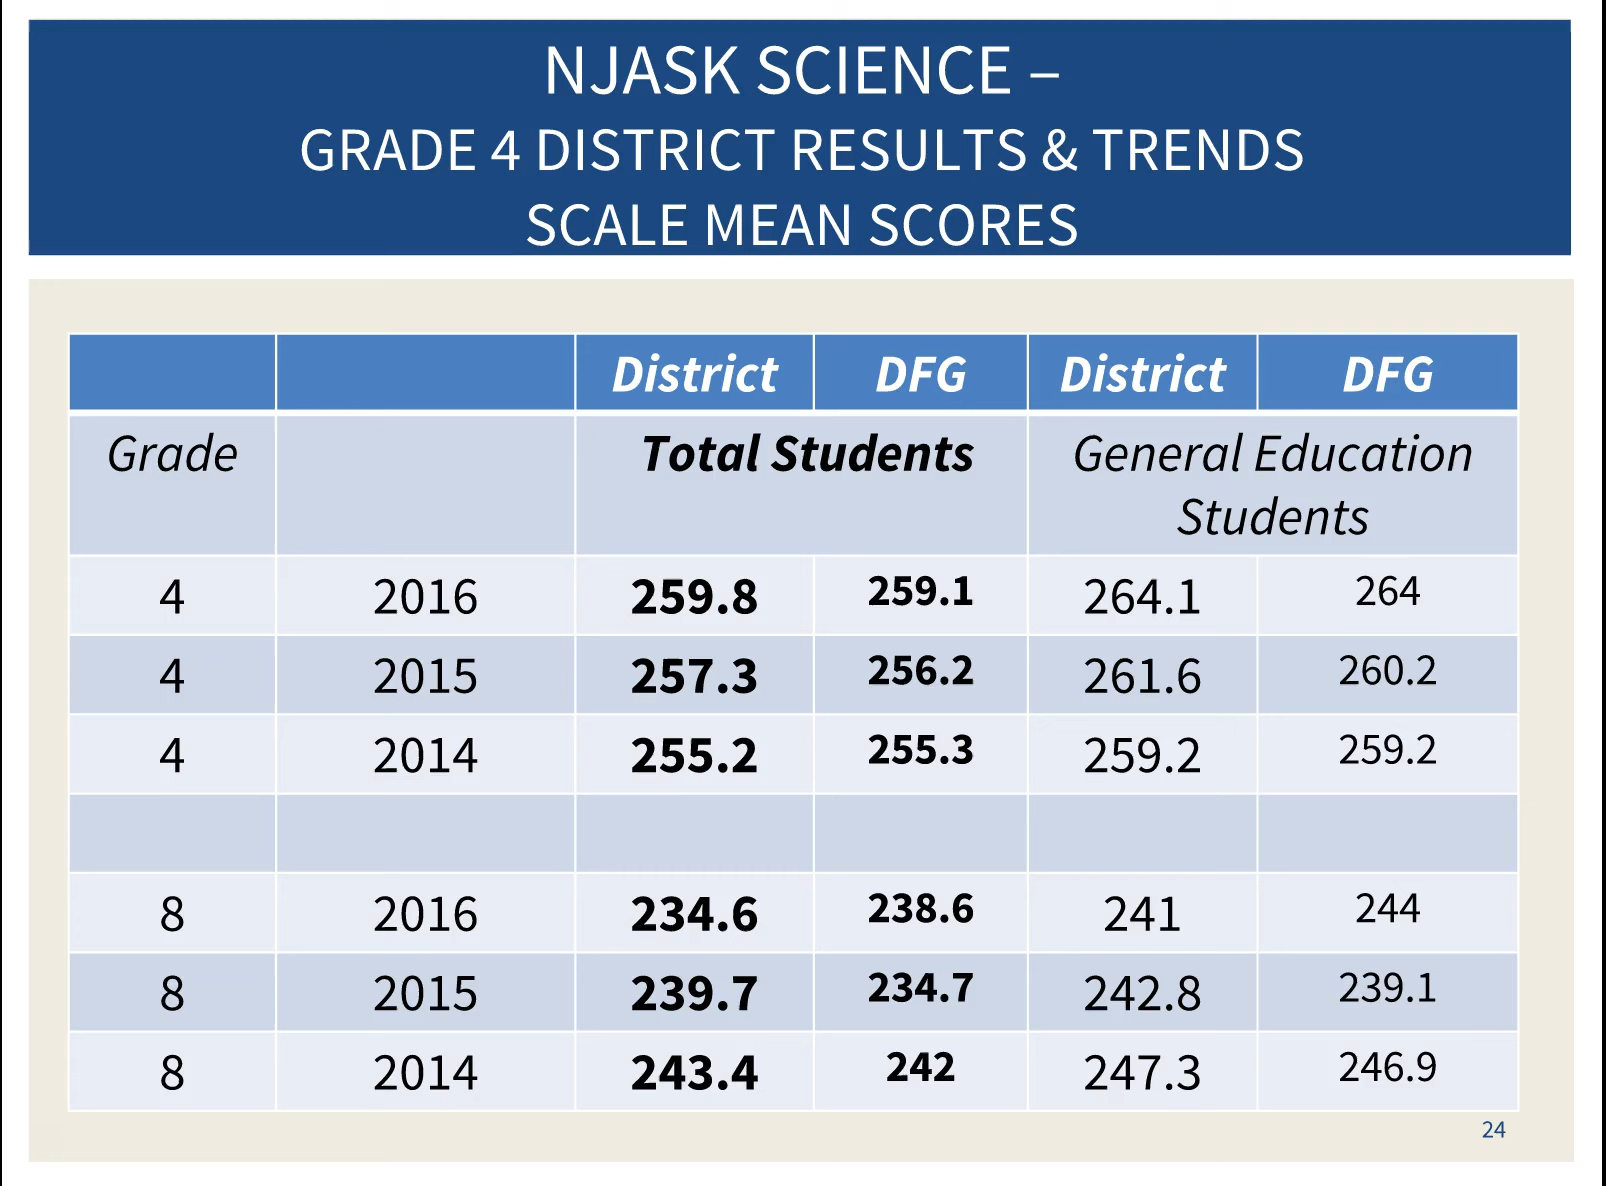 NJASK SCIENCE –
GRADE 4 DISTRICT RESULTS & TRENDS
SCALE MEAN SCORES
District DFG District DFG
Grade Total Students General Education
Students
4 2016 259.8 259.1 264.1 264
4 2015 257.3 256.2 261.6 260.2
4 2014 255.2 255.3 259.2 259.2
8 2016 234.6 238.6 241 244
8 2015 239.7 234.7 242.8 239.1
8 2014 243.4 242 247.3 246.9
24